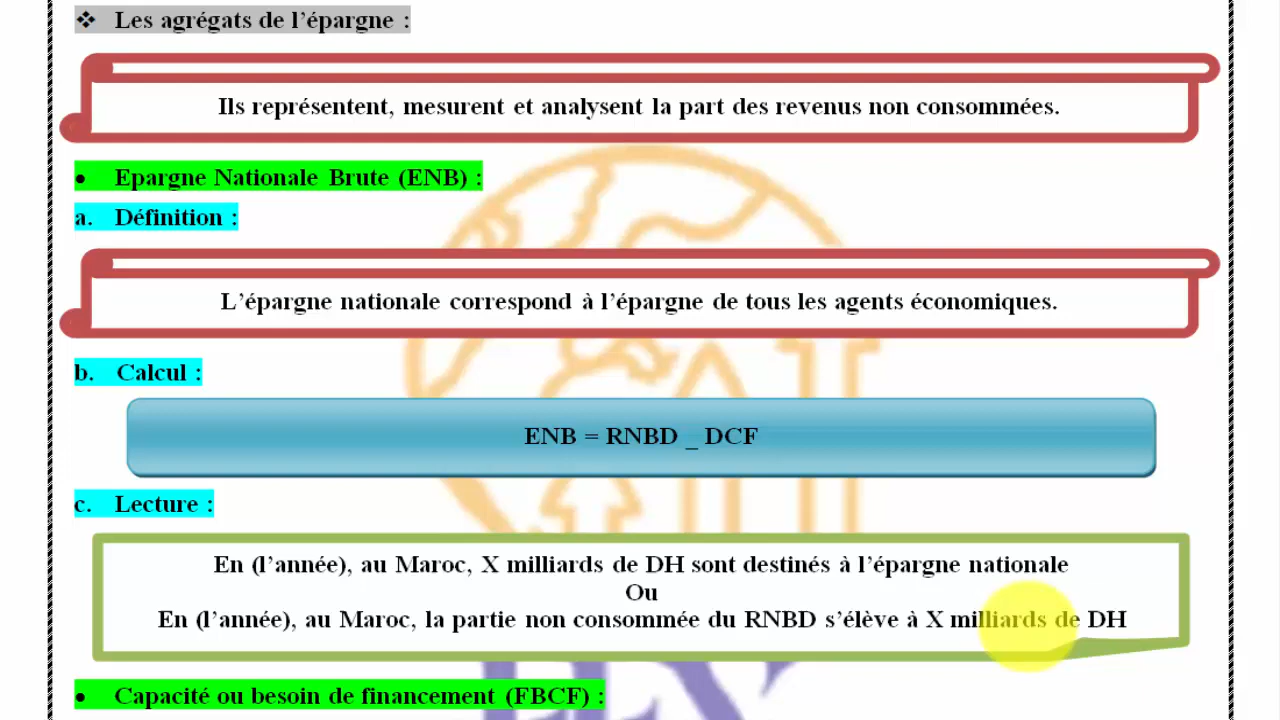 ❖ Les agrégats de l'épargne :
Ils représentent, mesurent et analysent la part des revenus non consommées.
• Epargne Nationale Brute (ENB) :
a. Définition :
L'épargne nationale correspond à l'épargne de tous les agents économiques.
b. Calcul :
ENB = RNBD _ DCF
c. Lecture :
En (l'année), au Maroc, X milliards de DH sont destinés à l'épargne nationale
Ou
En (l'année), au Maroc, la partie non consommée du RNBD s'élève à X milliards de DH
• Capacité ou besoin de financement (FBCF) :